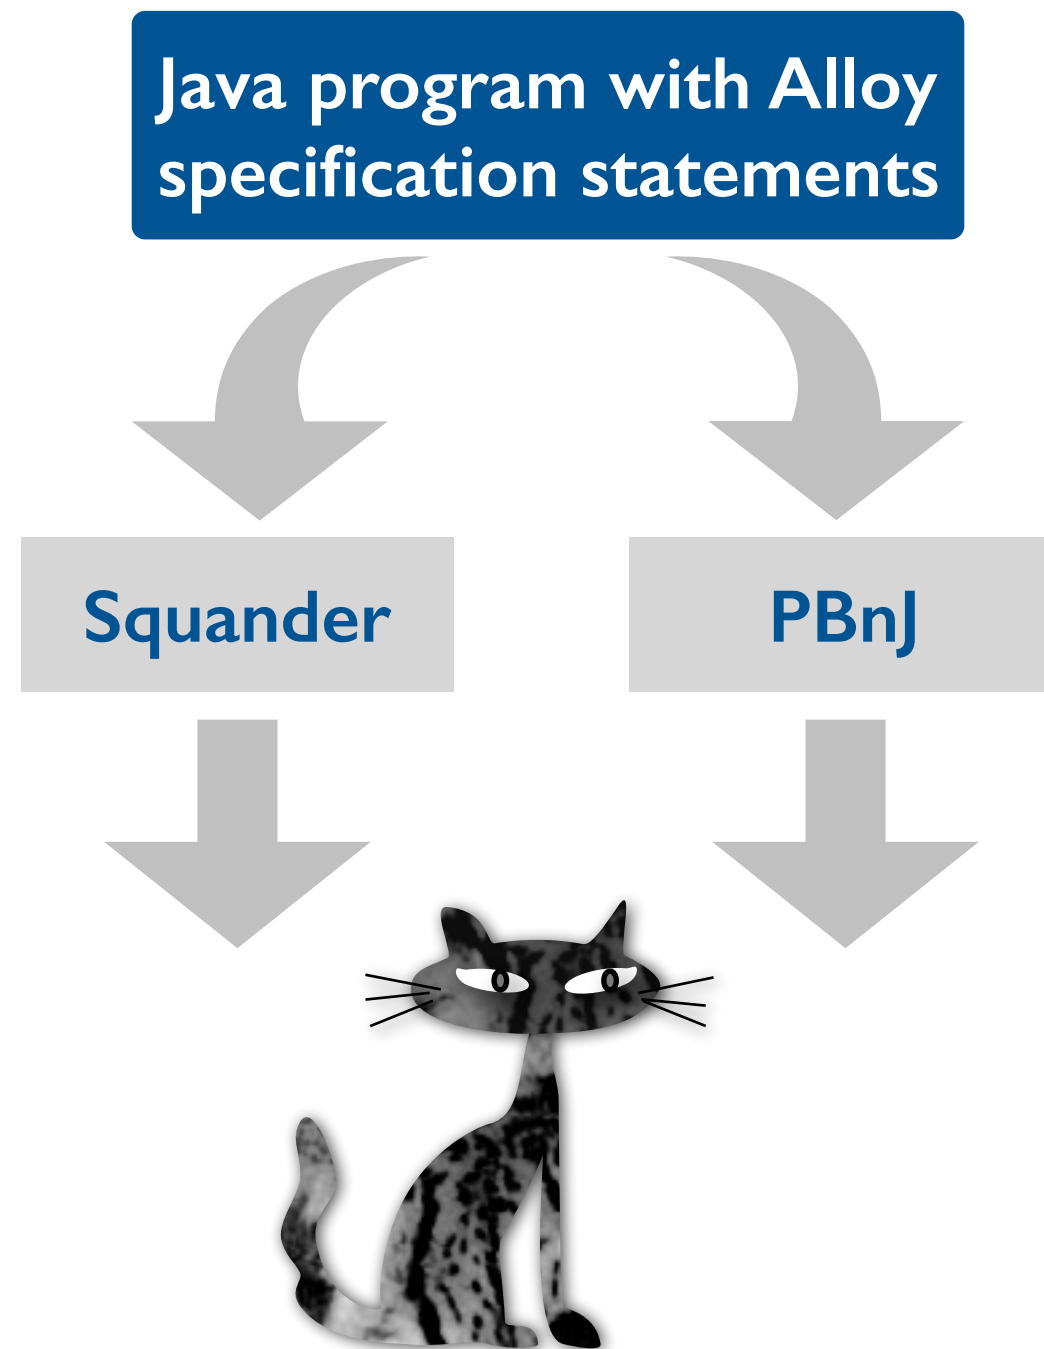 Java program with Alloy
specification statements
Squander
PBnJ